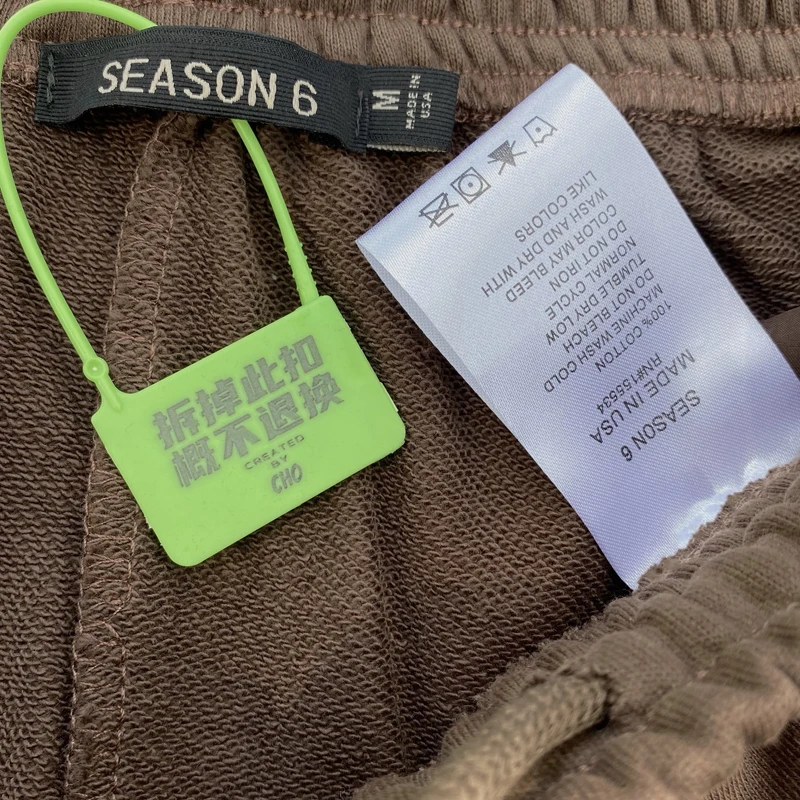 SEASON 6
M
MADE IN
USA
拆掉此扣
概不退换
CREATED
BY
CHO
SEASON 6
MADE IN USA
RN#155534
100% COTTON
MACHINE WASH COLD
DO NOT BLEACH
TUMBLE DRY LOW
NORMAL CYCLE
DO NOT IRON
COLOR MAY BLEED
WASH AND DRY WITH
LIKE COLORS